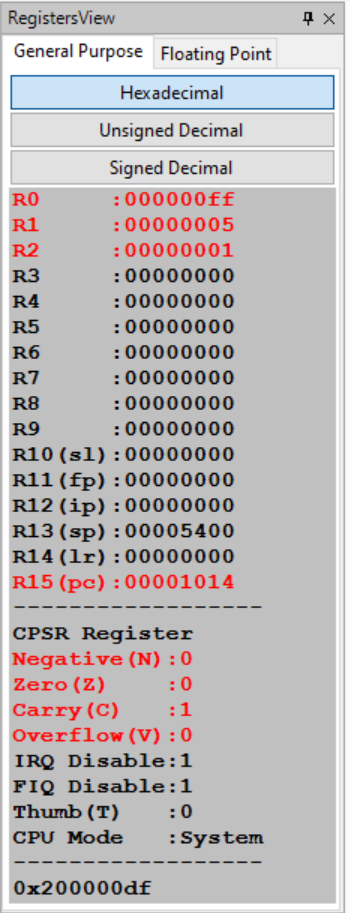 RegistersView
General Purpose Floating Point
Hexadecimal
Unsigned Decimal
Signed Decimal
R0 :000000ff
R1 :00000005
R2 :00000001
R3 :00000000
R4 :00000000
R5 :00000000
R6 :00000000
R7 :00000000
R8 :00000000
R9 :00000000
R10(sl):00000000
R11(fp):00000000
R12(ip):00000000
R13(sp):00005400
R14(lr):00000000
R15(pc):00001014
------------------
CPSR Register
Negative(N):0
Zero(Z) :0
Carry(C) :1
Overflow(V):0
IRQ Disable:1
FIQ Disable:1
Thumb(T) :0
CPU Mode :System
------------------
0x200000df